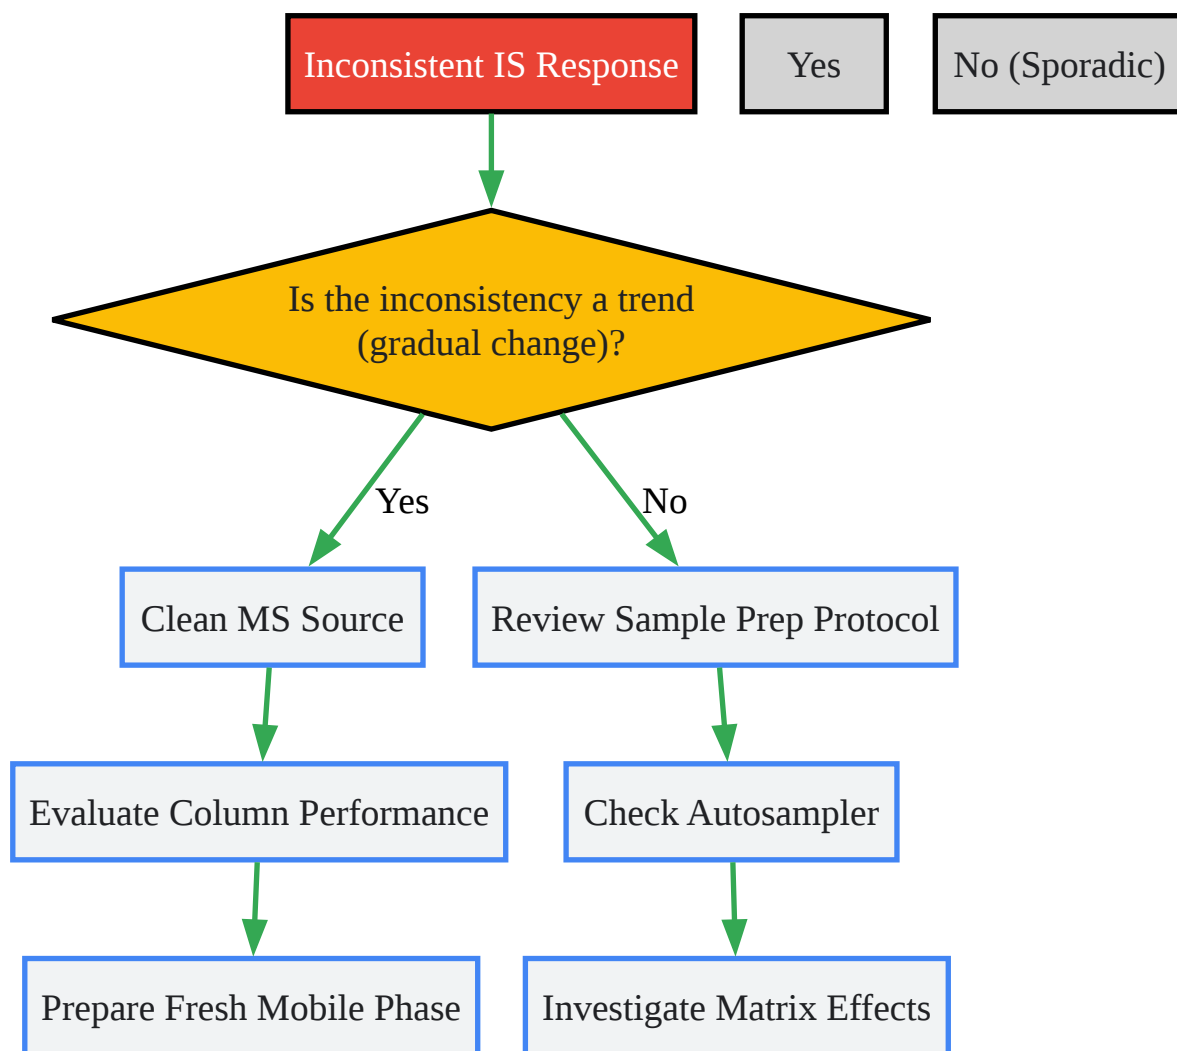 Inconsistent IS Response
Yes
No (Sporadic)
Is the inconsistency a trend
(gradual change)?
Yes
No
Clean MS Source
Review Sample Prep Protocol
Evaluate Column Performance
Check Autosampler
Prepare Fresh Mobile Phase
Investigate Matrix Effects